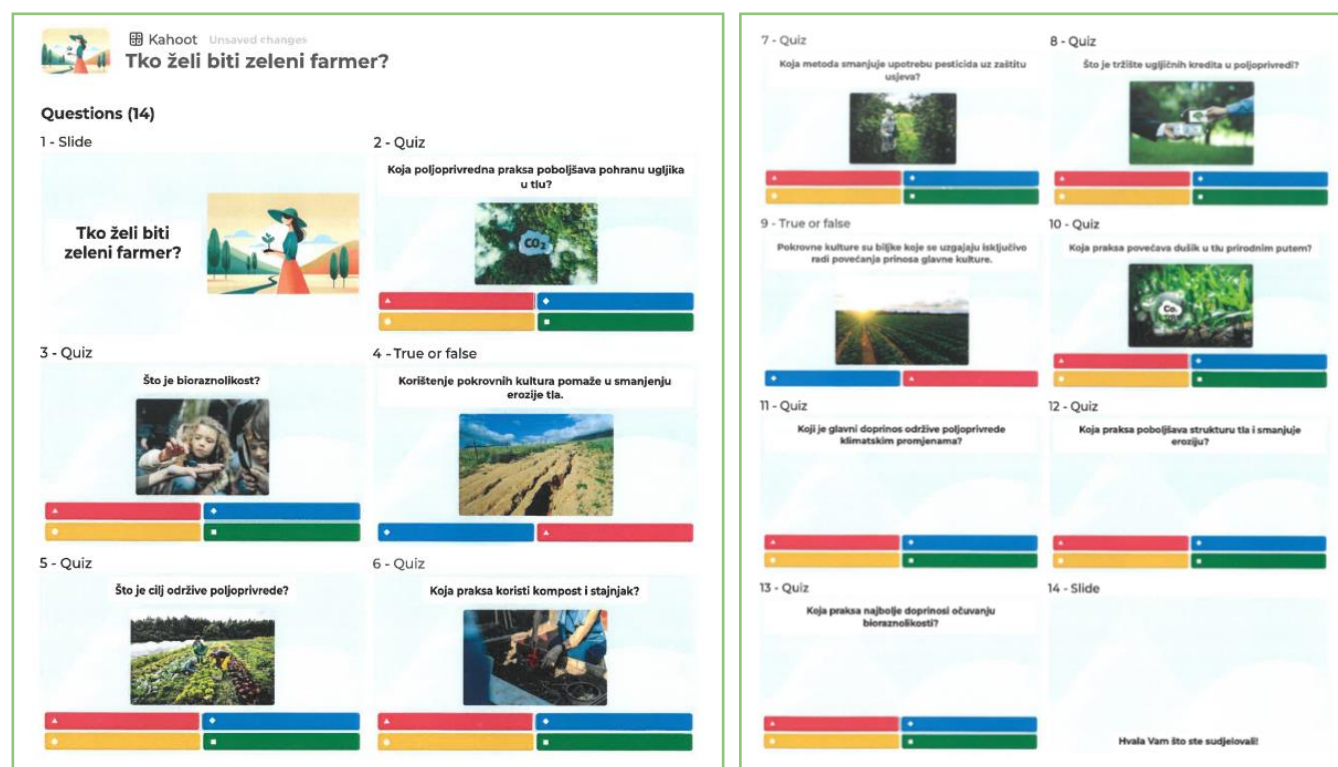 Kahoot Unsaved changes
Tko želi biti zeleni farmer?
Questions (14)
1 - Slide
Tko želi biti
zeleni farmer?
2 - Quiz
Koja poljoprivredna praksa poboljšava pohranu ugljika
u tlu?
CO2
3 - Quiz
Što je bioraznolikost?
4 - True or false
Korištenje pokrovnih kultura pomaže u smanjenju
erozije tla.
5 - Quiz
Što je cilj održive poljoprivrede?
6 - Quiz
Koja praksa koristi kompost i stajnjak?
7 - Quiz
Koja metoda smanjuje upotrebu pesticida uz zaštitu
usjeva?
8 - Quiz
Što je tržište ugljičnih kredita u poljoprivredi?
9 - True or false
Pokrovne kulture su biljke koje se uzgajaju isključivo
radi povećanja prinosa glavne kulture.
10 - Quiz
Koja praksa povećava dušik u tlu prirodnim putem?
CO2
11 - Quiz
Koji je glavni doprinos održive poljoprivrede
klimatskim promjenama?
12 - Quiz
Koja praksa poboljšava strukturu tla i smanjuje
eroziju?
13 - Quiz
Koja praksa najbolje doprinosi očuvanju
bioraznolikosti?
14 - Slide
Hvala Vam što ste sudjelovali!